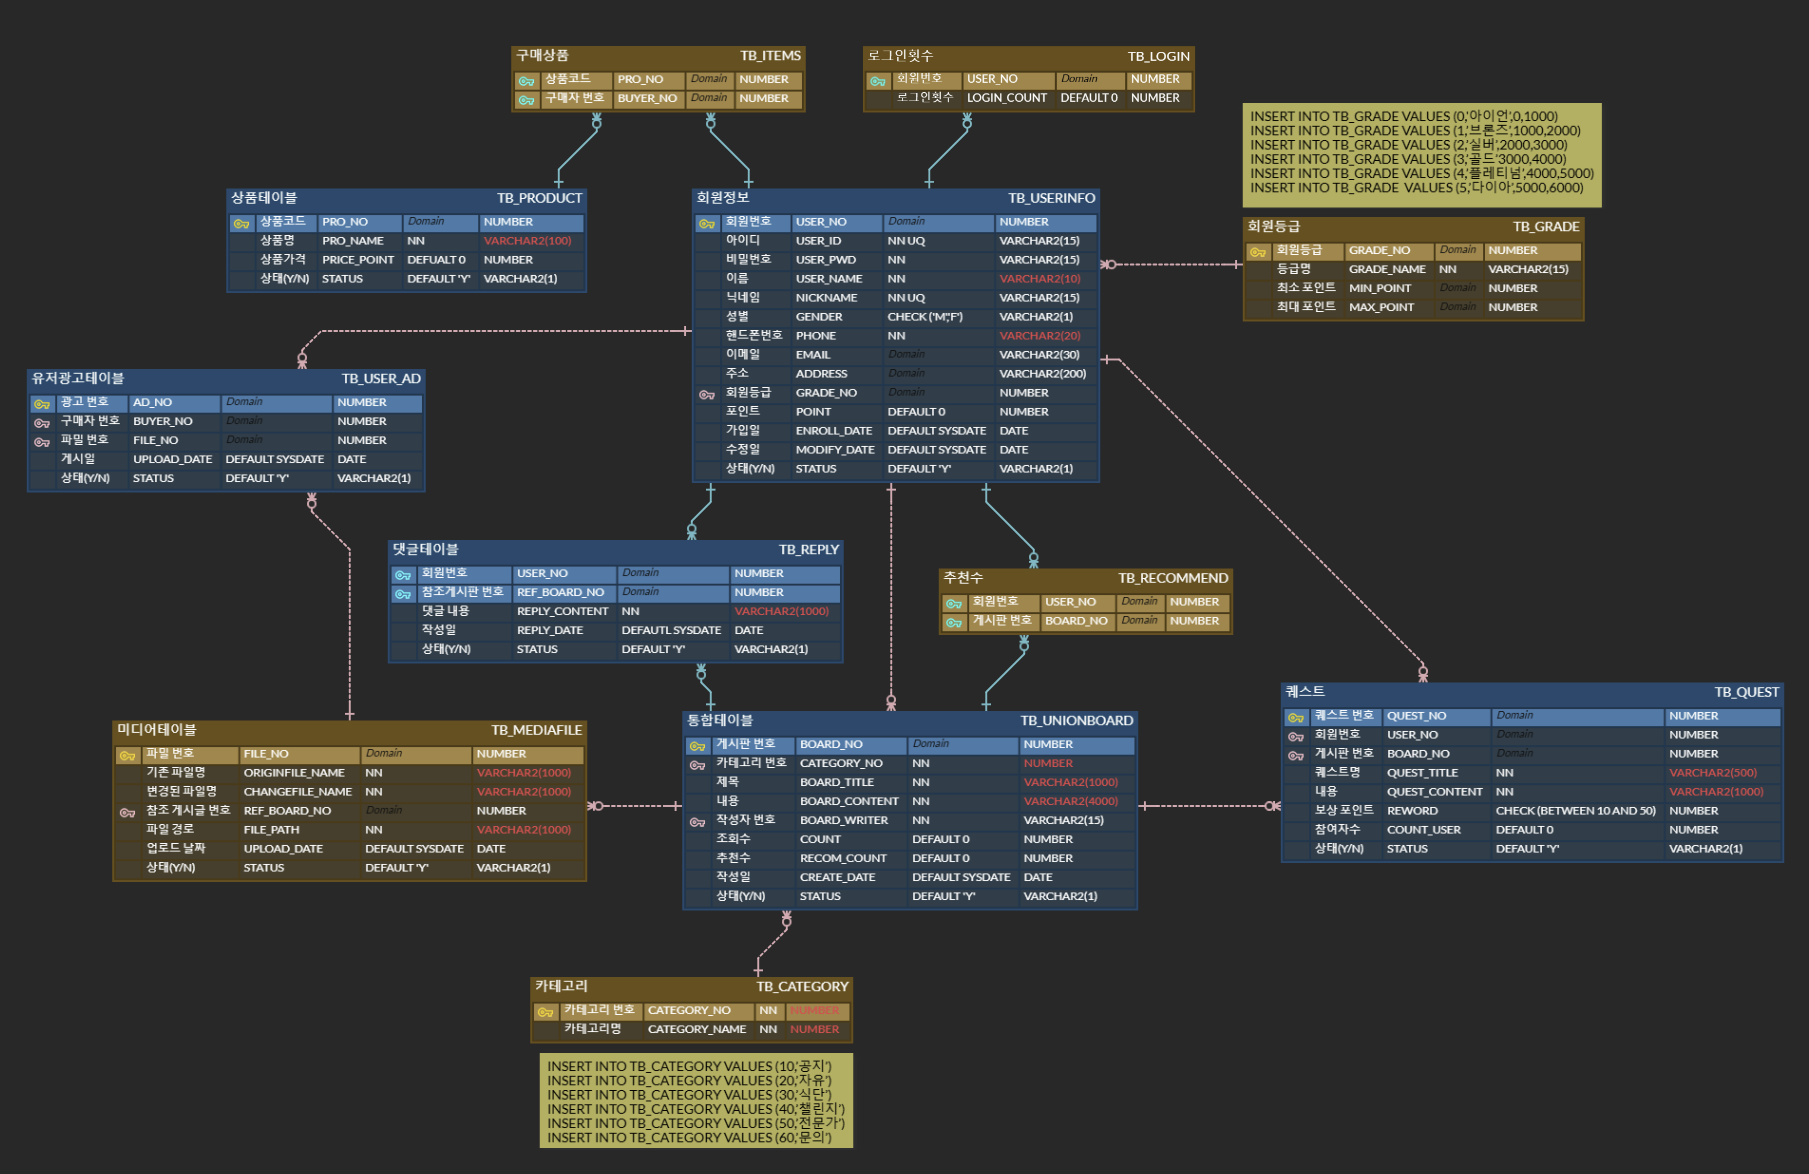 구매상품 TB_ITEMS
상품코드 PRO_NO Domain NUMBER
구매자 번호 BUYER_NO Domain NUMBER
로그인횟수 TB_LOGIN
회원번호 USER_NO Domain NUMBER
로그인횟수 LOGIN_COUNT DEFAULT 0 NUMBER
INSERT INTO TB_GRADE VALUES (0,'아이언',0,1000)
INSERT INTO TB_GRADE VALUES (1,'브론즈',1000,2000)
INSERT INTO TB_GRADE VALUES (2,'실버',2000,3000)
INSERT INTO TB_GRADE VALUES (3,'골드'3000,4000)
INSERT INTO TB_GRADE VALUES (4,'플레티넘',4000,5000)
INSERT INTO TB_GRADE VALUES (5,'다이아',5000,6000)
상품테이블 TB_PRODUCT
상품코드 PRO_NO Domain NUMBER
상품명 PRO_NAME NN VARCHAR2(100)
상품가격 PRICE_POINT DEFUALT 0 NUMBER
상태(Y/N) STATUS DEFAULT 'Y' VARCHAR2(1)
회원정보 TB_USERINFO
회원번호 USER_NO Domain NUMBER
아이디 USER_ID NN UQ VARCHAR2(15)
비밀번호 USER_PWD NN VARCHAR2(15)
이름 USER_NAME NN VARCHAR2(10)
닉네임 NICKNAME NN UQ VARCHAR2(15)
성별 GENDER CHECK ('M','F') VARCHAR2(1)
핸드폰번호 PHONE NN VARCHAR2(20)
이메일 EMAIL Domain VARCHAR2(30)
주소 ADDRESS Domain VARCHAR2(200)
회원등급 GRADE_NO Domain NUMBER
포인트 POINT DEFAULT 0 NUMBER
가입일 ENROLL_DATE DEFAULT SYSDATE DATE
수정일 MODIFY_DATE DEFAULT SYSDATE DATE
상태(Y/N) STATUS DEFAULT 'Y' VARCHAR2(1)
회원등급 TB_GRADE
회원등급 GRADE_NO Domain NUMBER
등급명 GRADE_NAME NN VARCHAR2(15)
최소 포인트 MIN_POINT Domain NUMBER
최대 포인트 MAX_POINT Domain NUMBER
유저광고테이블 TB_USER_AD
광고 번호 AD_NO Domain NUMBER
구매자 번호 BUYER_NO Domain NUMBER
파밀 번호 FILE_NO Domain NUMBER
게시일 UPLOAD_DATE DEFAULT SYSDATE DATE
상태(Y/N) STATUS DEFAULT 'Y' VARCHAR2(1)
댓글테이블 TB_REPLY
회원번호 USER_NO Domain NUMBER
참조게시판 번호 REF_BOARD_NO Domain NUMBER
댓글 내용 REPLY_CONTENT NN VARCHAR2(1000)
작성일 REPLY_DATE DEFAUTL SYSDATE DATE
상태(Y/N) STATUS DEFAULT 'Y' VARCHAR2(1)
추천수 TB_RECOMMEND
회원번호 USER_NO Domain NUMBER
게시판 번호 BOARD_NO Domain NUMBER
미디어테이블 TB_MEDIAFILE
파밀 번호 FILE_NO Domain NUMBER
기존 파일명 ORIGINFILE_NAME NN VARCHAR2(1000)
변경된 파일명 CHANGEFILE_NAME NN VARCHAR2(1000)
참조 게시글 번호 REF_BOARD_NO Domain NUMBER
파일 경로 FILE_PATH NN VARCHAR2(1000)
업로드 날짜 UPLOAD_DATE DEFAULT SYSDATE DATE
상태(Y/N) STATUS DEFAULT 'Y' VARCHAR2(1)
통합테이블 TB_UNIONBOARD
게시판 번호 BOARD_NO Domain NUMBER
카테고리 번호 CATEGORY_NO NN NUMBER
제목 BOARD_TITLE NN VARCHAR2(1000)
내용 BOARD_CONTENT NN VARCHAR2(4000)
작성자 번호 BOARD_WRITER NN VARCHAR2(15)
조회수 COUNT DEFAULT 0 NUMBER
추천수 RECOM_COUNT DEFAULT 0 NUMBER
작성일 CREATE_DATE DEFAULT SYSDATE DATE
상태(Y/N) STATUS DEFAULT 'Y' VARCHAR2(1)
퀘스트 TB_QUEST
퀘스트 번호 QUEST_NO Domain NUMBER
회원번호 USER_NO Domain NUMBER
게시판 번호 BOARD_NO Domain NUMBER
퀘스트명 QUEST_TITLE NN VARCHAR2(500)
내용 QUEST_CONTENT NN VARCHAR2(1000)
보상 포인트 REWORD CHECK (BETWEEN 10 AND 50) NUMBER
참여자수 COUNT_USER DEFAULT 0 NUMBER
상태(Y/N) STATUS DEFAULT 'Y' VARCHAR2(1)
카테고리 TB_CATEGORY
카테고리 번호 CATEGORY_NO NN NUMBER
카테고리명 CATEGORY_NAME NN NUMBER
INSERT INTO TB_CATEGORY VALUES (10,'공지')
INSERT INTO TB_CATEGORY VALUES (20,'자유')
INSERT INTO TB_CATEGORY VALUES (30,'식단')
INSERT INTO TB_CATEGORY VALUES (40,'챌린지')
INSERT INTO TB_CATEGORY VALUES (50,'전문가')
INSERT INTO TB_CATEGORY VALUES (60,'문의')